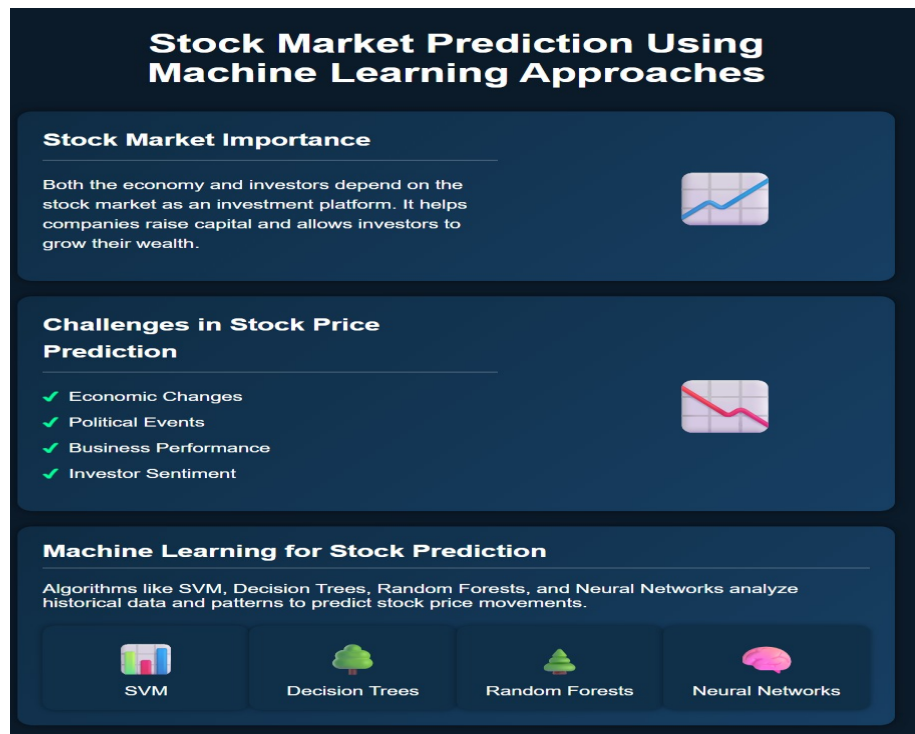 Stock Market Prediction Using
Machine Learning Approaches
Stock Market Importance
Both the economy and investors depend on the
stock market as an investment platform. It helps
companies raise capital and allows investors to
grow their wealth.
Challenges in Stock Price
Prediction
Economic Changes
Political Events
Business Performance
Investor Sentiment
Machine Learning for Stock Prediction
Algorithms like SVM, Decision Trees, Random Forests, and Neural Networks analyze
historical data and patterns to predict stock price movements.
SVM
Decision Trees
Random Forests
Neural Networks